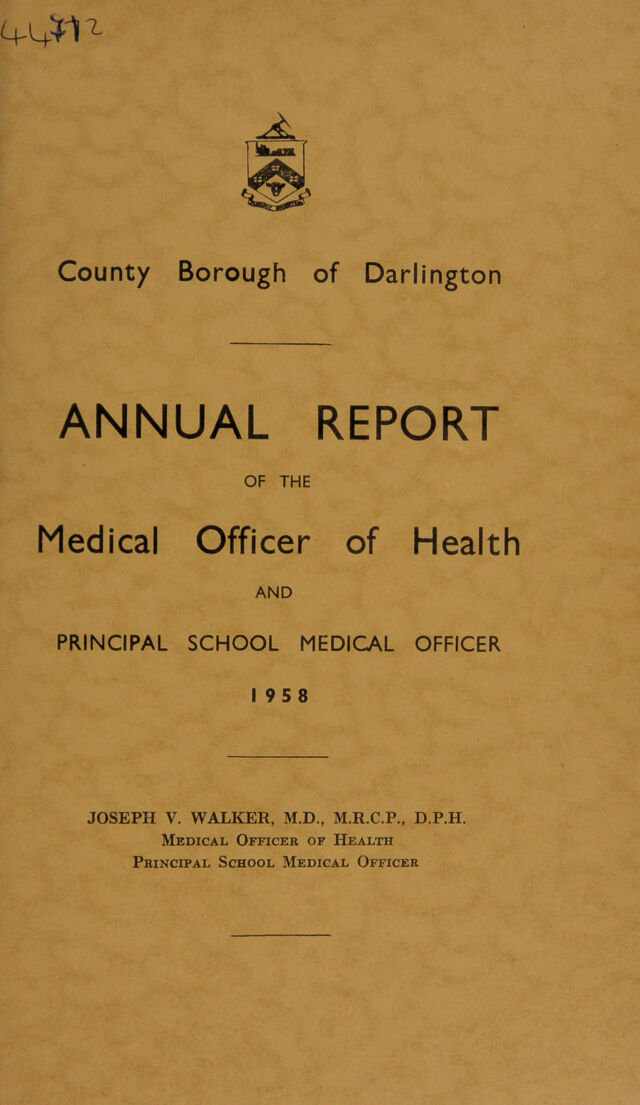 County Borough of Darlington
ANNUAL REPORT
OF THE
Medical Officer of Health
AND
PRINCIPAL SCHOOL MEDICAL OFFICER
1958
JOSEPH V. WALKER, M.D., M.R.C.P., D.P.H.
MEDICAL OFFICER OF HEALTH
PRINCIPAL SCHOOL MEDICAL OFFICER